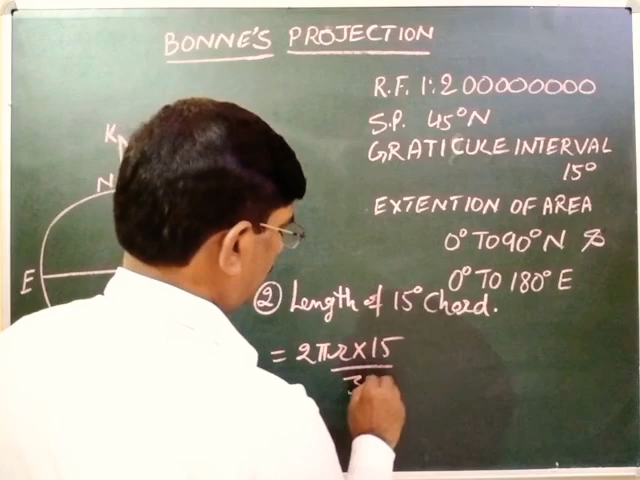 BONNE'S PROJECTION
R.F. 1:200000000
S.P. 45°N
GRATICULE INTERVAL
15°
EXTENTION OF AREA
0° TO 90° N &
0° TO 180° E
K
N
E
② Length of 15° Chord.
= 2πr×15
3